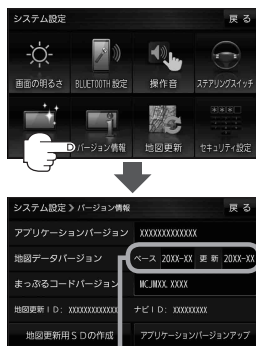 システム設定 戻る
画面の明るさ BLUETOOTH 設定 操作音 ステアリングスイッチ
バージョン情報 地図更新 セキュリティ設定
システム設定 》 バージョン情報 戻る
アプリケーションバージョン XXXXXXXXXXXXX
地図データバージョン ベース 20XX-XX 更 新 20XX-XX
まっぷるコードバージョン MCJMXX. XXXX
地図更新ID: XXXXXXXXXXXX ナビID: XXXXXXXX
地図更新用SDの作成 アプリケーションバージョンアップ